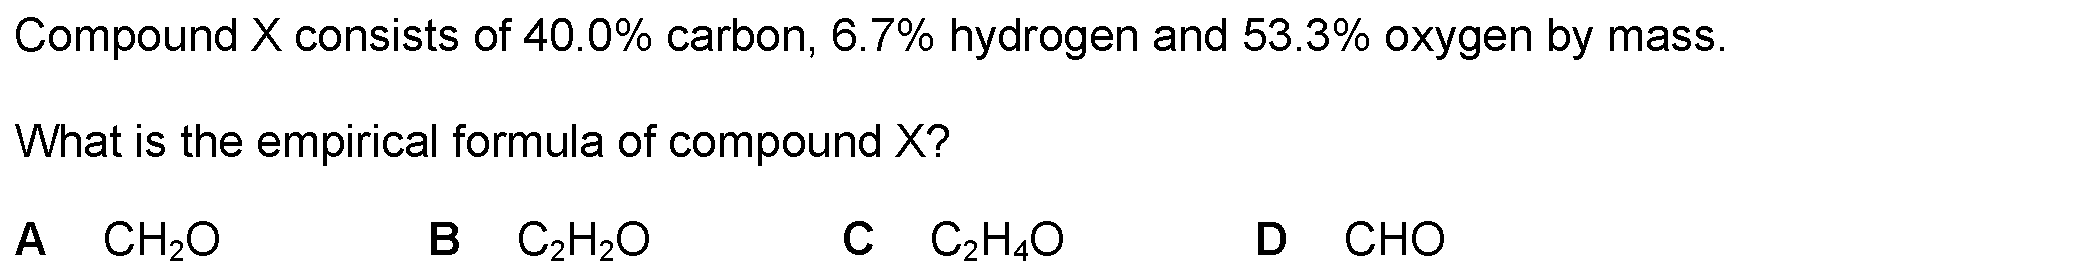 Compound X consists of 40.0% carbon, 6.7% hydrogen and 53.3% oxygen by mass.
What is the empirical formula of compound X?
A CH₂O B C₂H₂O C C₂H₄O D CHO